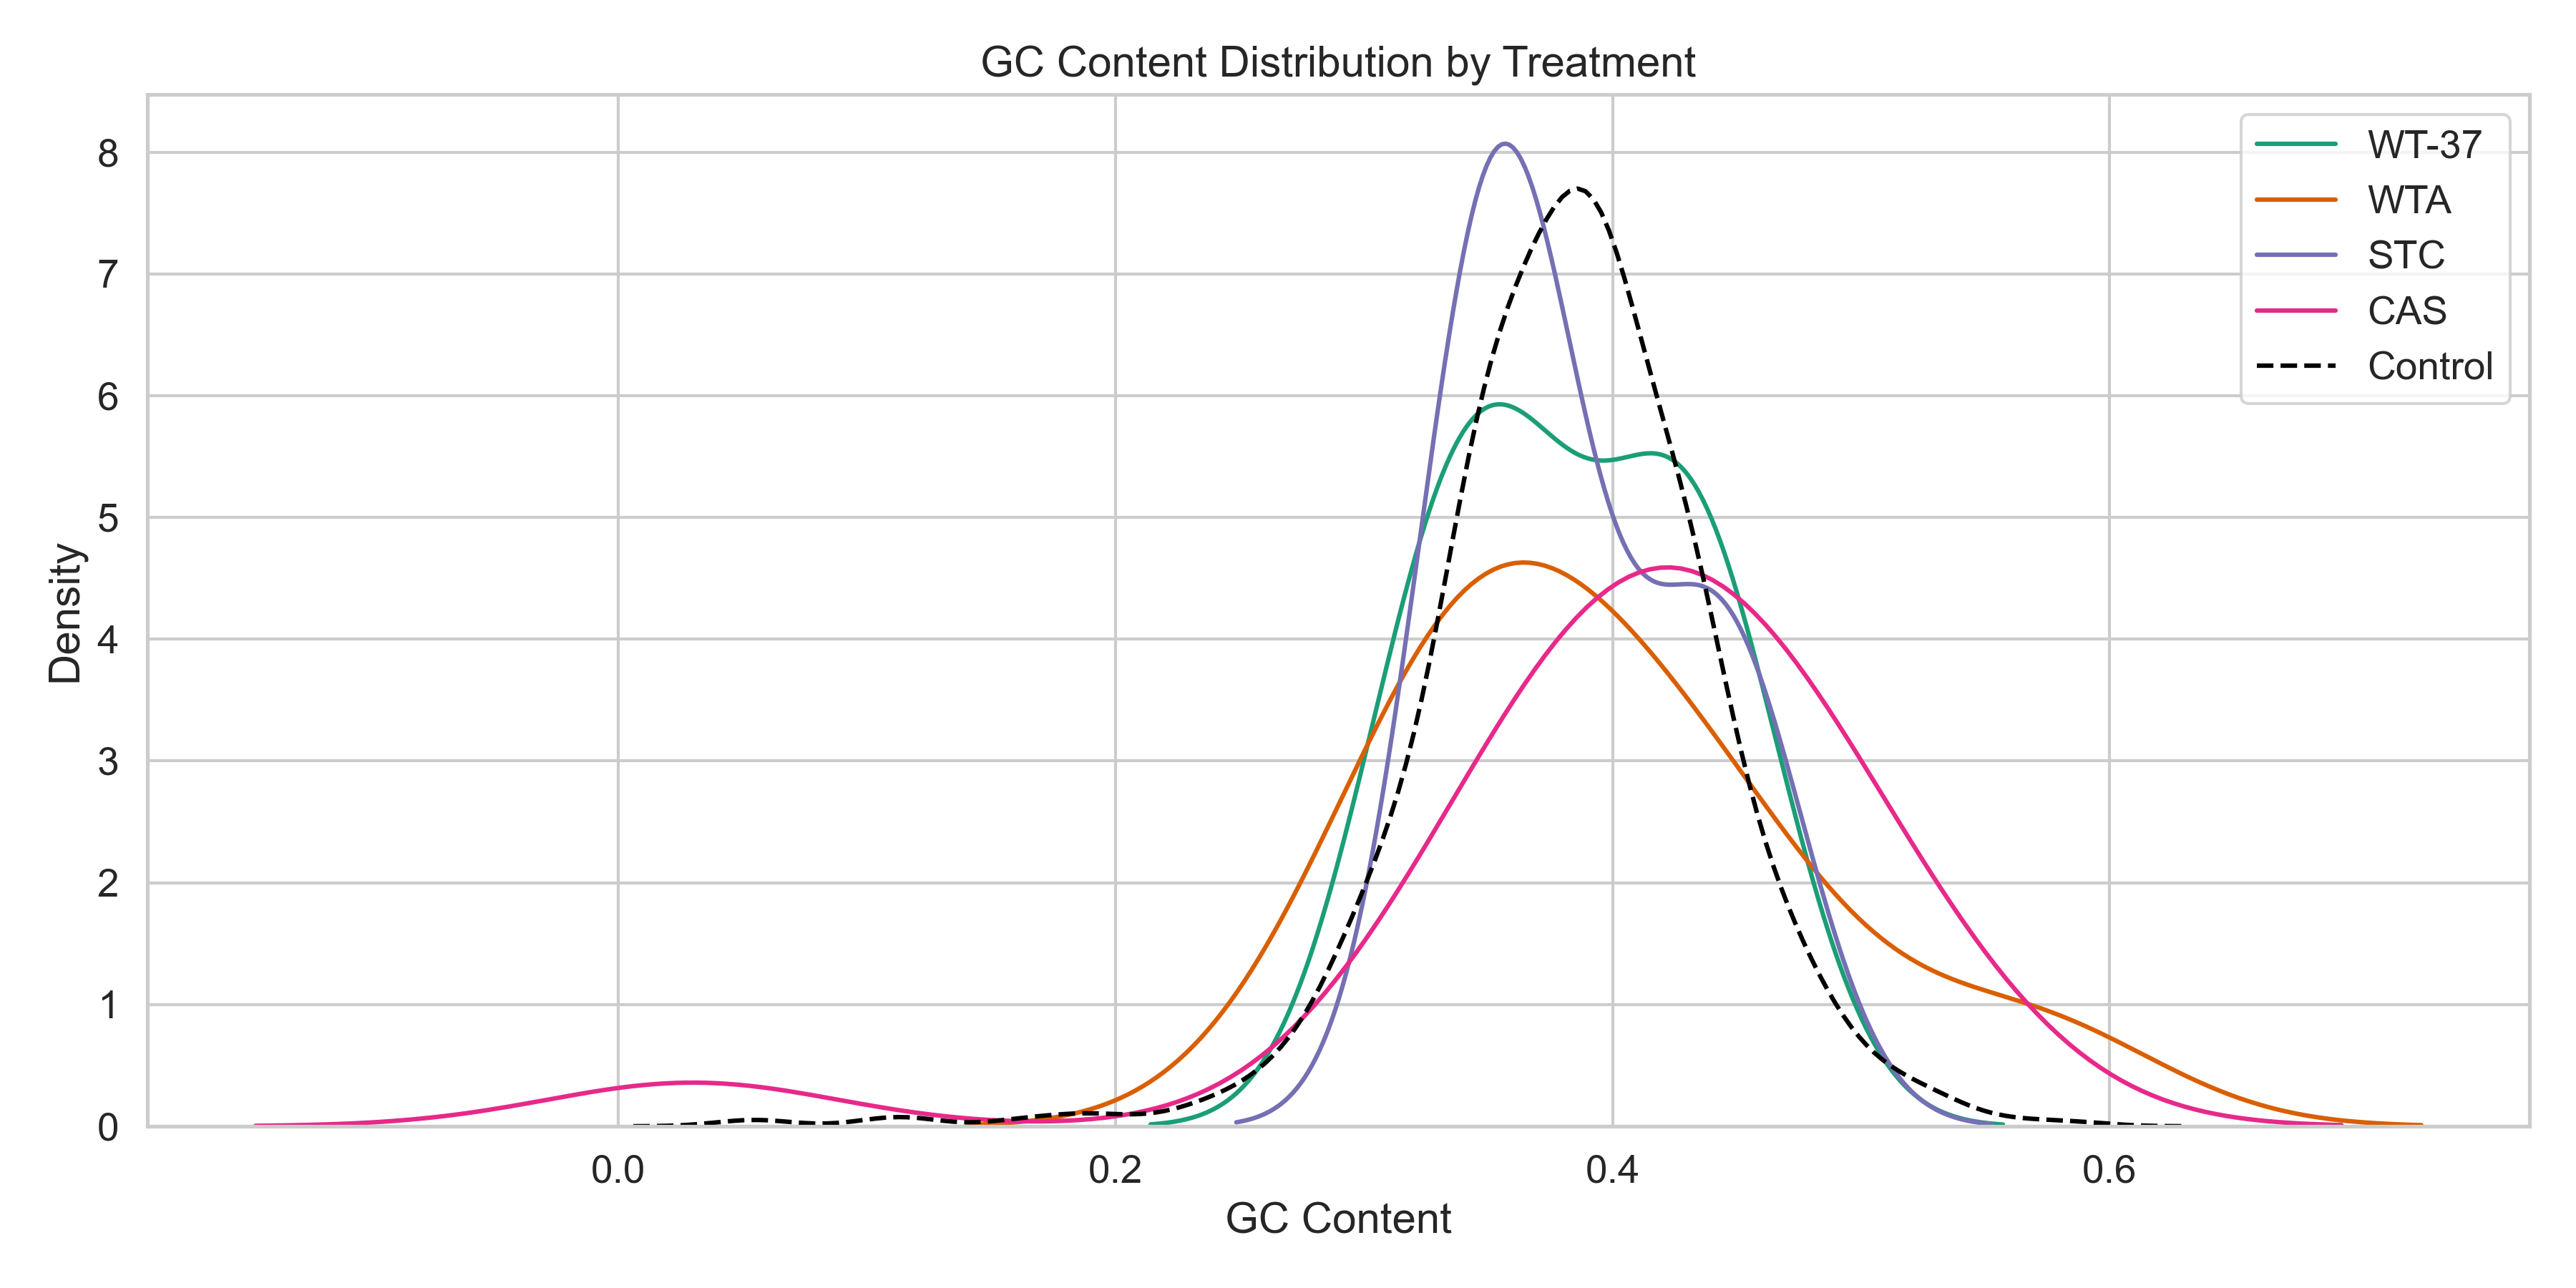 GC Content Distribution by Treatment
WT-37
WTA
STC
CAS
Control
Density
8
7
6
5
4
3
2
1
0
0.0 0.2 0.4 0.6
GC Content